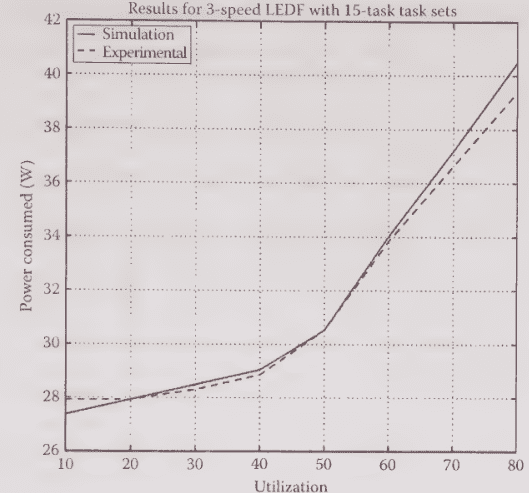 Results for 3-speed LEDF with 15-task task sets
Simulation
Experimental
Power consumed (W)
42
40
38
36
34
32
30
28
26
10 20 30 40 50 60 70 80
Utilization